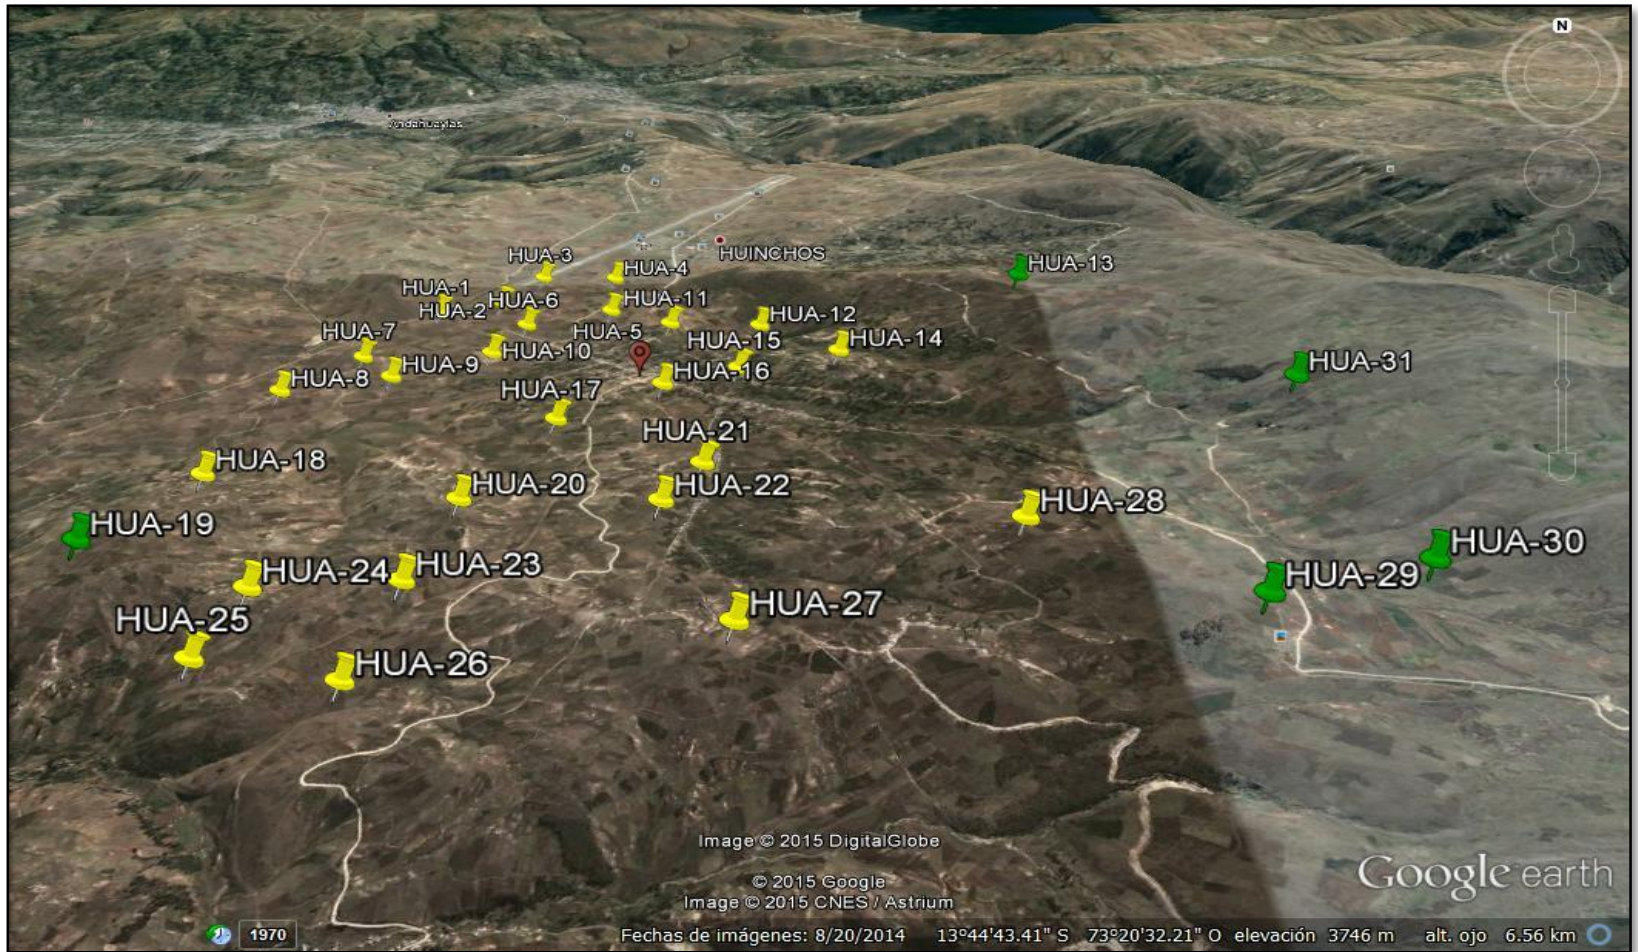 N
Andahuaylas
HUA-3
HUINCHOS
HUA-4
HUA-13
HUA-1
HUA-6
HUA-11
HUA-2
HUA-12
HUA-7
HUA-5
HUA-15
HUA-14
HUA-10
HUA-9
HUA-16
HUA-31
HUA-8
HUA-17
HUA-21
HUA-18
HUA-20
HUA-22
HUA-28
HUA-19
HUA-30
HUA-24
HUA-23
HUA-29
HUA-27
HUA-25
HUA-26
Image © 2015 DigitalGlobe
© 2015 Google
Image © 2015 CNES / Astrium
Google earth
1970
Fechas de imágenes: 8/20/2014 13°44'43.41" S 73°20'32.21" O elevación 3746 m alt. ojo 6.56 km